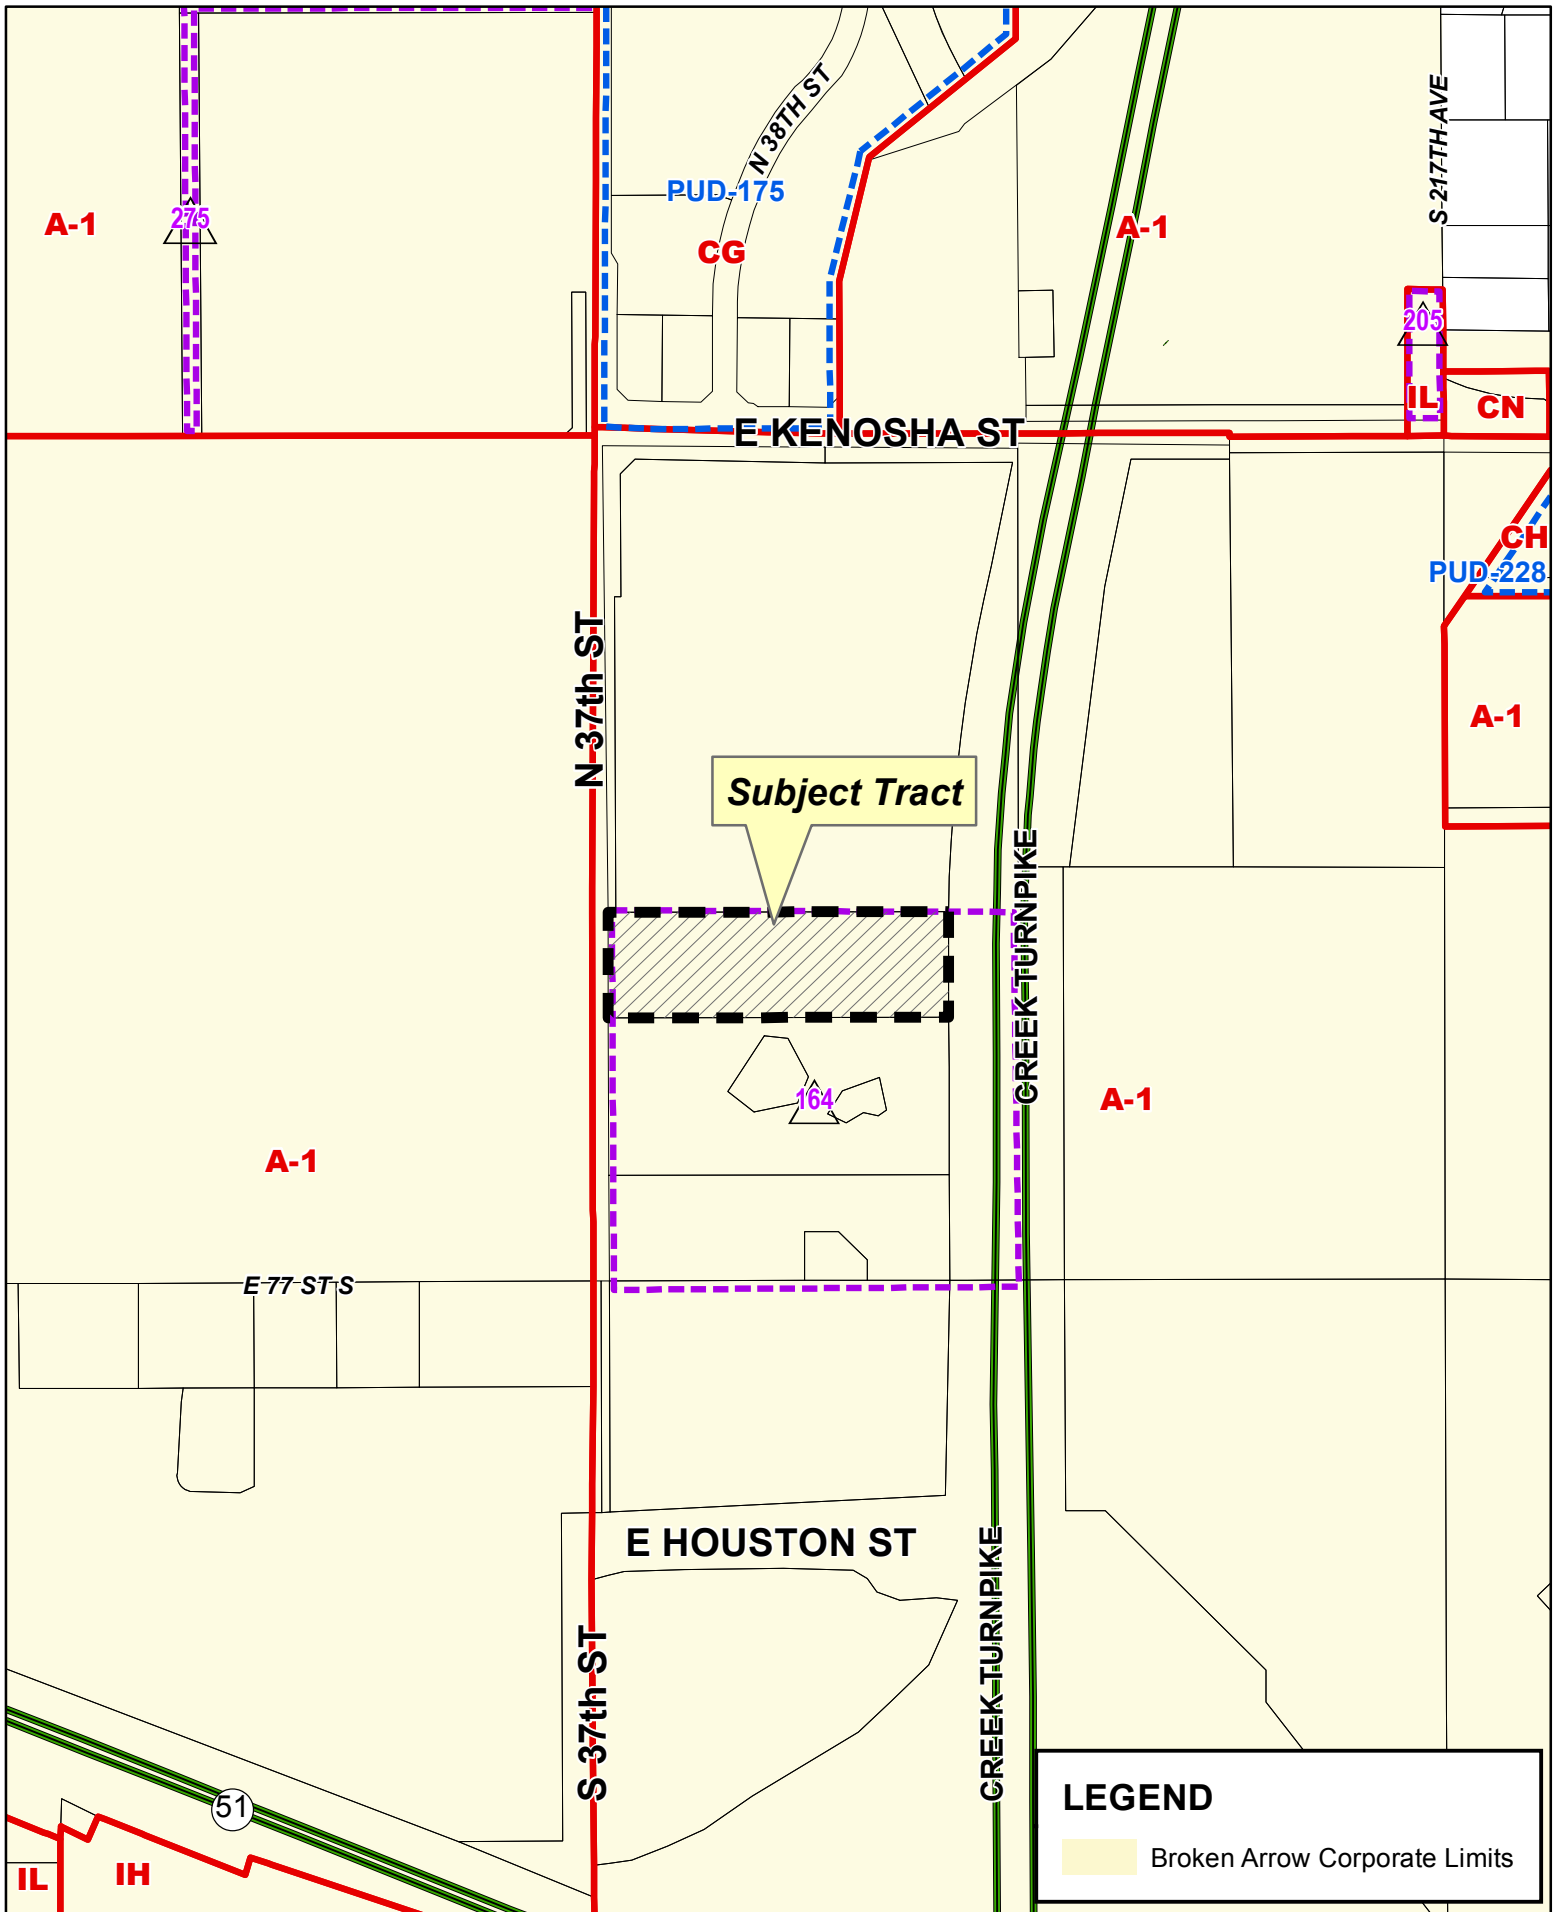 N 38TH ST
S 217TH AVE
PUD-175
275
A-1
A-1
CG
205
IL
CN
E KENOSHA ST
CH
PUD-228
N 37th ST
A-1
Subject Tract
CREEK TURNPIKE
164
A-1
A-1
E 77 ST S
E HOUSTON ST
CREEK TURNPIKE
S 37th ST
LEGEND
51
Broken Arrow Corporate Limits
IL
IH